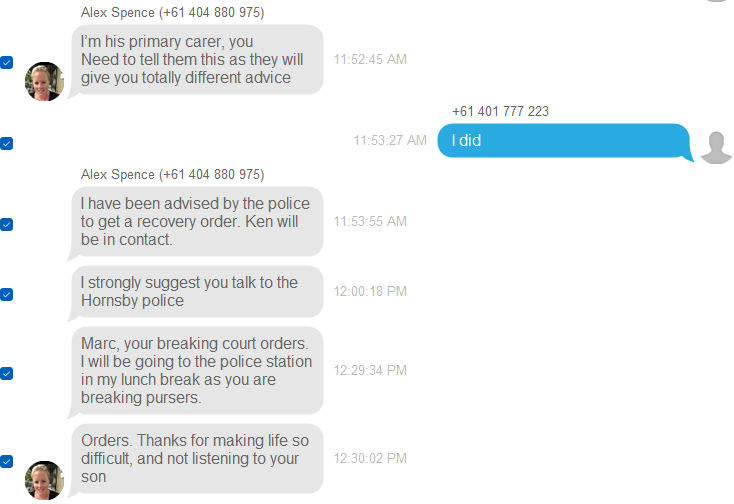 Alex Spence (+61 404 880 975)
I'm his primary carer, you
Need to tell them this as they will
give you totally different advice
11:52:45 AM
+61 401 777 223
11:53:27 AM
I did
Alex Spence (+61 404 880 975)
I have been advised by the police
to get a recovery order. Ken will
be in contact.
11:53:55 AM
I strongly suggest you talk to the
Hornsby police
12:00:18 PM
Marc, your breaking court orders.
I will be going to the police station
in my lunch break as you are
breaking pursers.
12:29:34 PM
Orders. Thanks for making life so
difficult, and not listening to your
son
12:30:02 PM